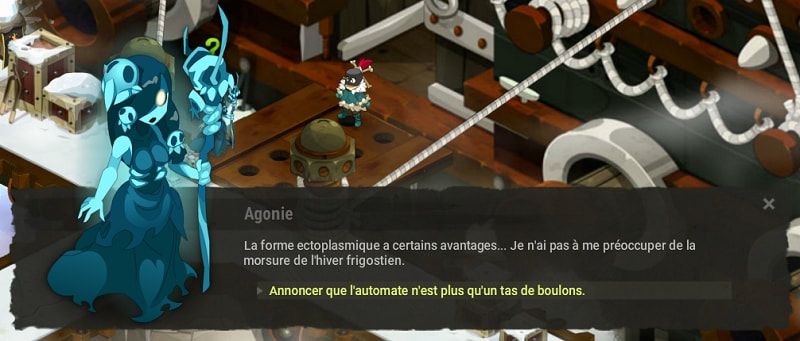 Agonie
La forme ectoplasmique a certains avantages... Je n'ai pas à me préoccuper de la
morsure de l'hiver frigostien.
Annoncer que l'automate n'est plus qu'un tas de boulons.